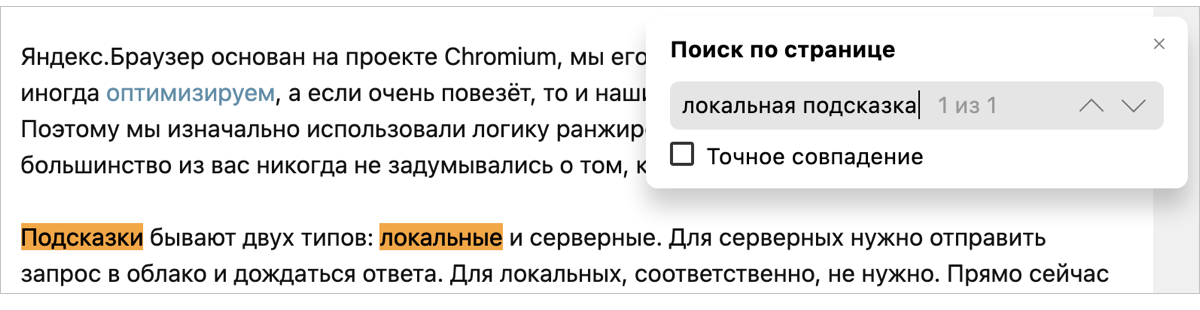 Яндекс.Браузер основан на проекте Chromium, мы его
иногда оптимизируем, а если очень повезёт, то и наши
Поэтому мы изначально использовали логику
большинство из вас никогда не задумывались о том,
Подсказки бывают двух типов: локальные и серверные. Для серверных нужно отправить
запрос в облако и дождаться ответа. Для локальных, соответственно, не нужно. Прямо сейчас
Поиск по странице
локальная подсказка 1 из 1
Точное совпадение